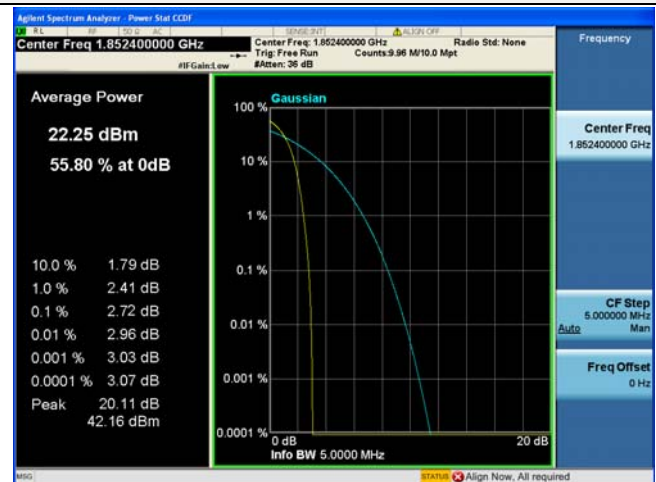 Agilent Spectrum Analyzer - Power Stat CCDF
RL RF 50 Ω AC SENSE:INT ALIGN OFF
Center Freq 1.852400000 GHz
Center Freq: 1.852400000 GHz Radio Std: None
Trig: Free Run Counts:9.96 M/10.0 Mpt
#IFGain:Low #Atten: 36 dB
Frequency
Average Power
22.25 dBm
55.80 % at 0dB
10.0 % 1.79 dB
1.0 % 2.41 dB
0.1 % 2.72 dB
0.01 % 2.96 dB
0.001 % 3.03 dB
0.0001 % 3.07 dB
Peak 20.11 dB
42.16 dBm
Gaussian
100 %
10 %
1 %
0.1 %
0.01 %
0.001 %
0.0001 %
0 dB 20 dB
Info BW 5.0000 MHz
Center Freq
1.852400000 GHz
CF Step
5.000000 MHz
Auto Man
Freq Offset
0 Hz
MSG STATUS Align Now, All required